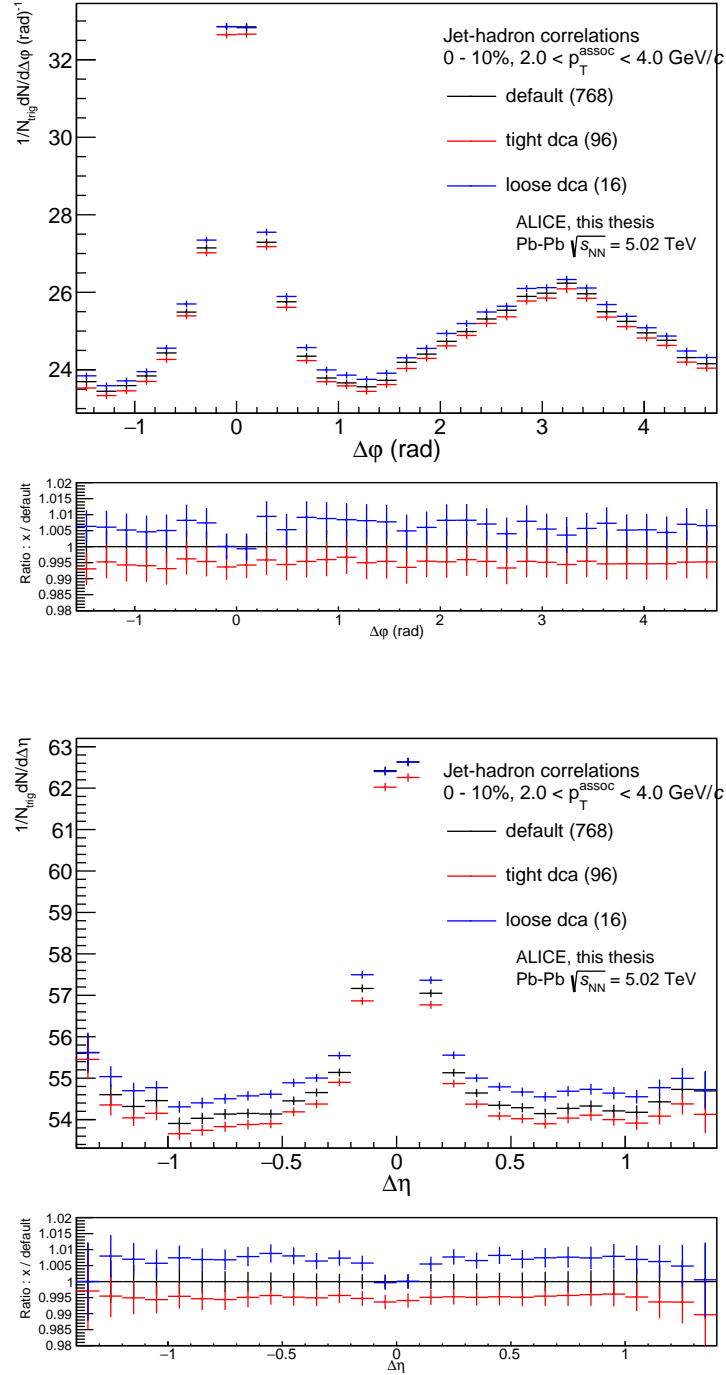 1/N_trig dN/dΔφ (rad)^-1
32
30
28
26
24
Jet-hadron correlations
0 - 10%, 2.0 < p_T^assoc < 4.0 GeV/c
default (768)
tight dca (96)
loose dca (16)
ALICE, this thesis
Pb-Pb √s_NN = 5.02 TeV
−1 0 1 2 3 4
Δφ (rad)
Ratio : x / default
1.02
1.015
1.01
1.005
1
0.995
0.99
0.985
0.98
−1 0 1 2 3 4
Δφ (rad)
1/N_trig dN/dΔη
63
62
61
60
59
58
57
56
55
54
Jet-hadron correlations
0 - 10%, 2.0 < p_T^assoc < 4.0 GeV/c
default (768)
tight dca (96)
loose dca (16)
ALICE, this thesis
Pb-Pb √s_NN = 5.02 TeV
−1 −0.5 0 0.5 1
Δη
Ratio : x / default
1.02
1.015
1.01
1.005
1
0.995
0.99
0.985
0.98
−1 −0.5 0 0.5 1
Δη